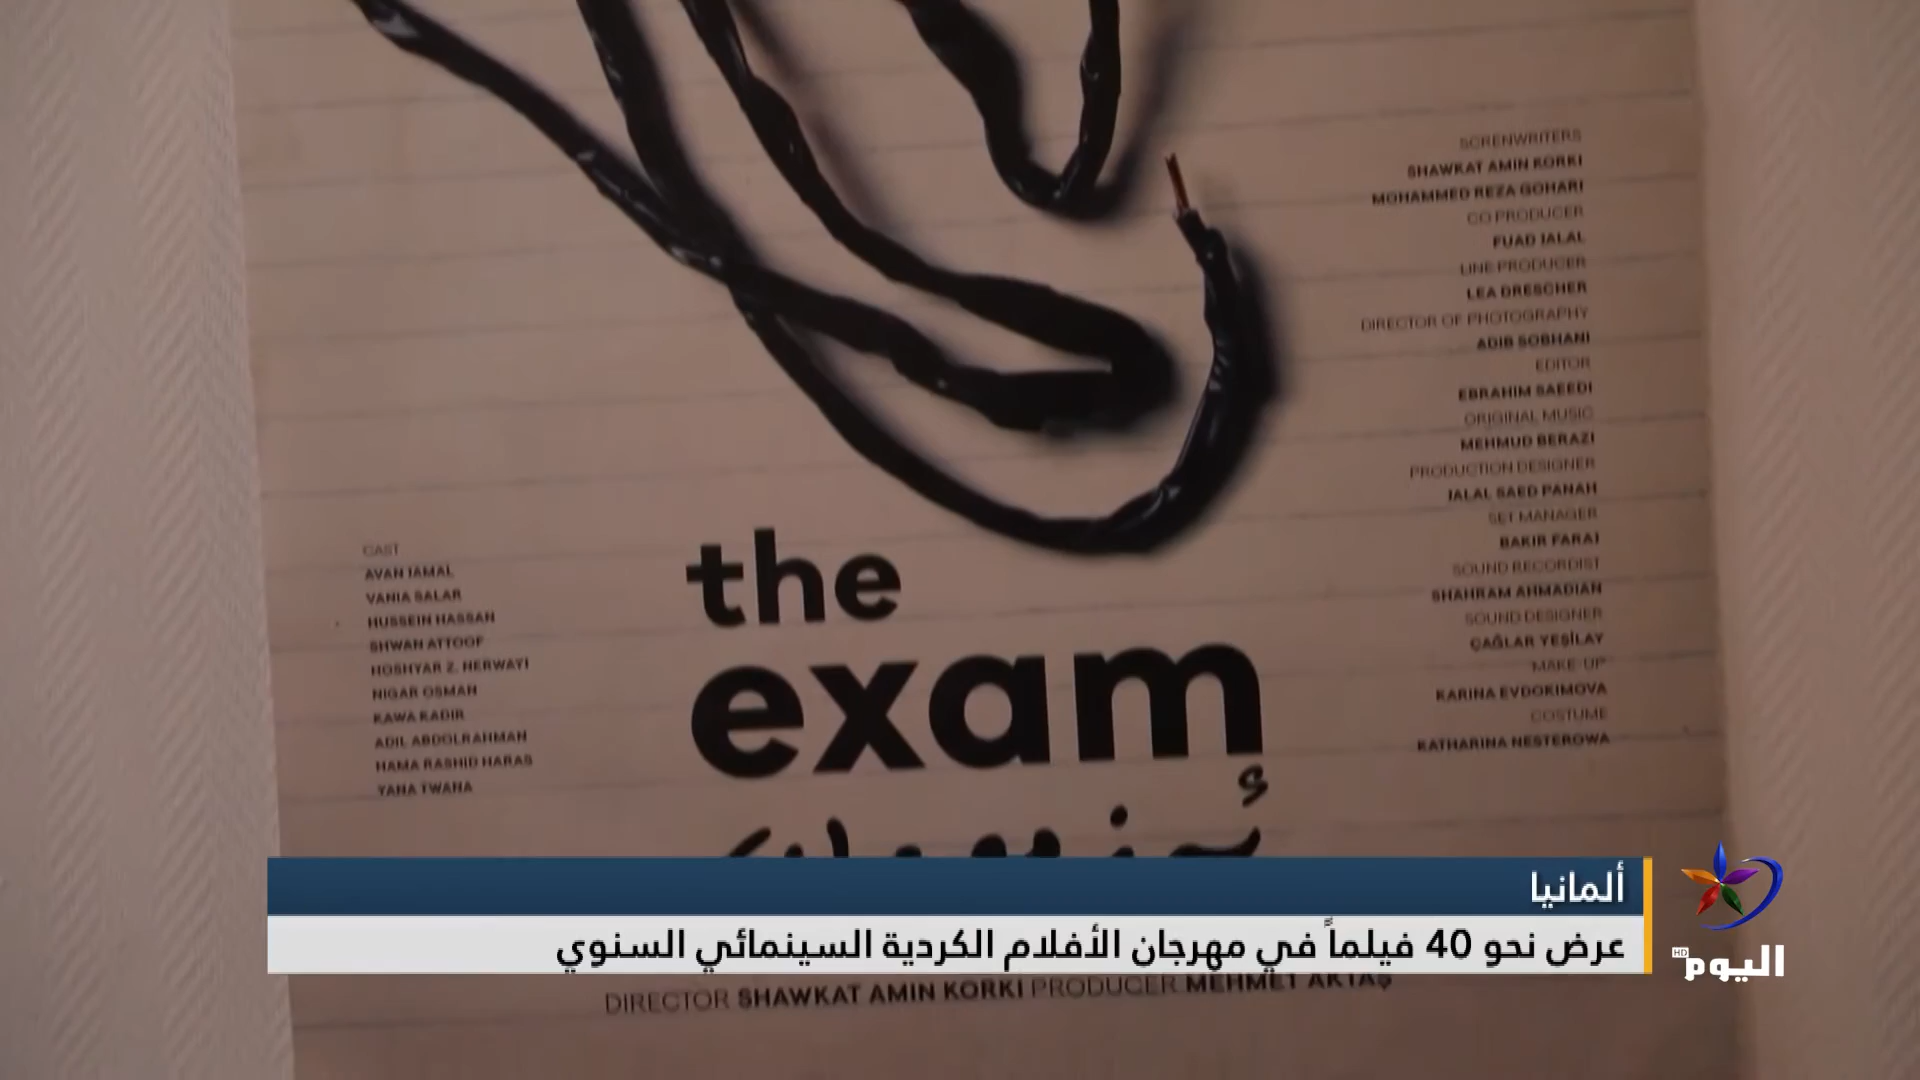 SCRENWRITERS
SHAWKAT AMIN KORKI
MOHAMMED REZA GOHARI
CO PRODUCER
FUAD JALAL
LINE PRODUCER
LEA DRESCHER
DIRECTOR OF PHOTOGRAPHY
ADIB SOBHANI
EDITOR
EBRAHIM SAEEDI
ORIGINAL MUSIC
MEHMUD BERAZI
PRODUCTION DESIGNER
JALAL SAED PANAH
SET MANAGER
BAKIR FARAJ
SOUND RECORDIST
SHAHRAM AHMADIAN
SOUND DESIGNER
ÇAĞLAR YEŞİLAY
MAKE-UP
KARINA EVDOKIMOVA
COSTUME
KATHARINA NESTEROWA
CAST
AVAN JAMAL
VANIA SALAR
HUSSEIN HASSAN
SHWAN ATTOOF
HOSHYAR Z. NERWAYI
NIGAR OSMAN
KAWA KADIR
ADIL ABDOLRAHMAN
HAMA RASHID HARAS
YANA TWANA
the
exam
ألمانيا
عرض نحو 40 فيلماً في مهرجان الأفلام الكردية السينمائي السنوي
اليوم HD
DIRECTOR SHAWKAT AMIN KORKI PRODUCER MEHMET AKTAŞ